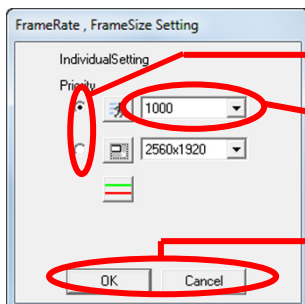 FrameRate , FrameSize Setting
IndividualSetting
Priority
1000
2560x1920
OK
Cancel